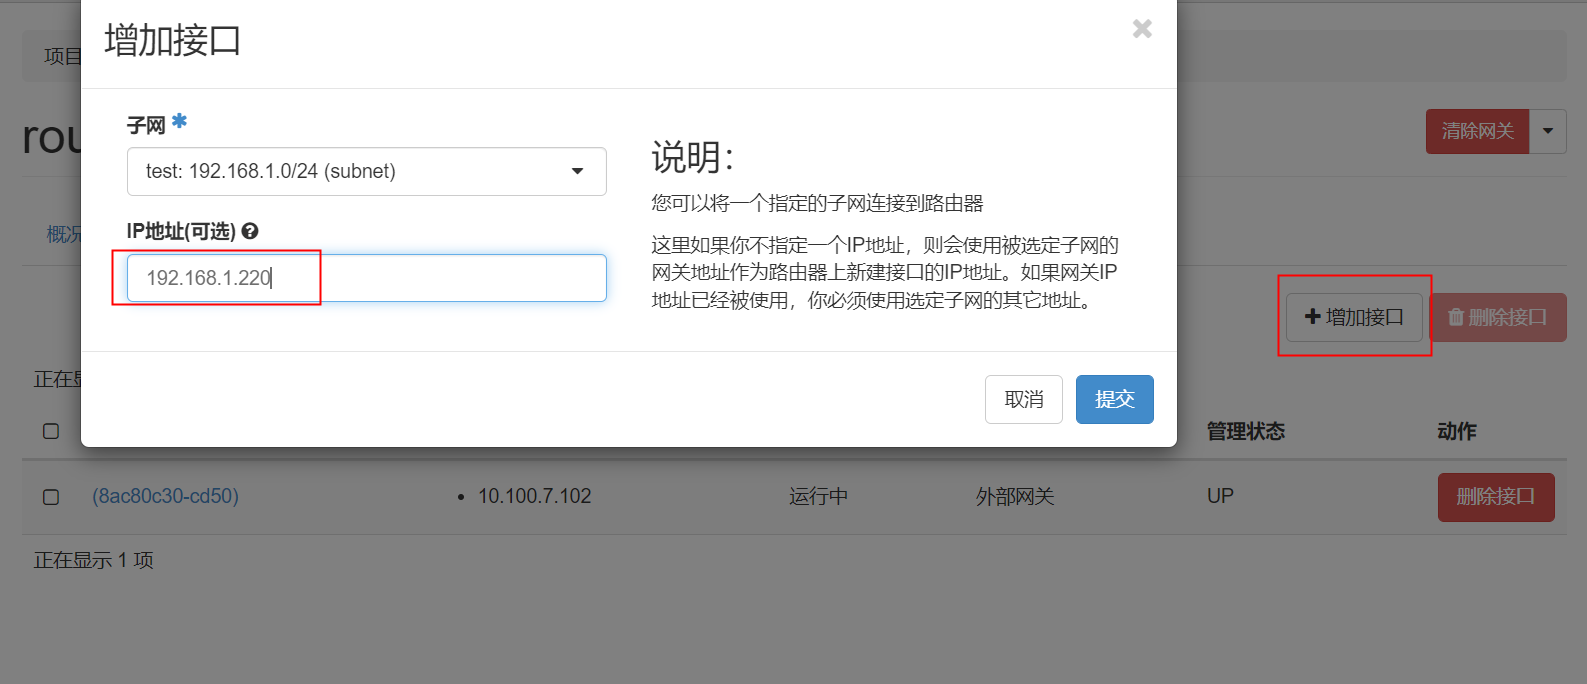 增加接口
项目
rou
清除网关
概况
子网 *
test: 192.168.1.0/24 (subnet)
IP地址(可选)
192.168.1.220
说明：
您可以将一个指定的子网连接到路由器
这里如果你不指定一个IP地址，则会使用被选定子网的
网关地址作为路由器上新建接口的IP地址。如果网关IP
地址已经被使用，你必须使用选定子网的其它地址。
增加接口
删除接口
取消
提交
正在显
管理状态
动作
(8ac80c30-cd50)
• 10.100.7.102
运行中
外部网关
UP
删除接口
正在显示 1 项